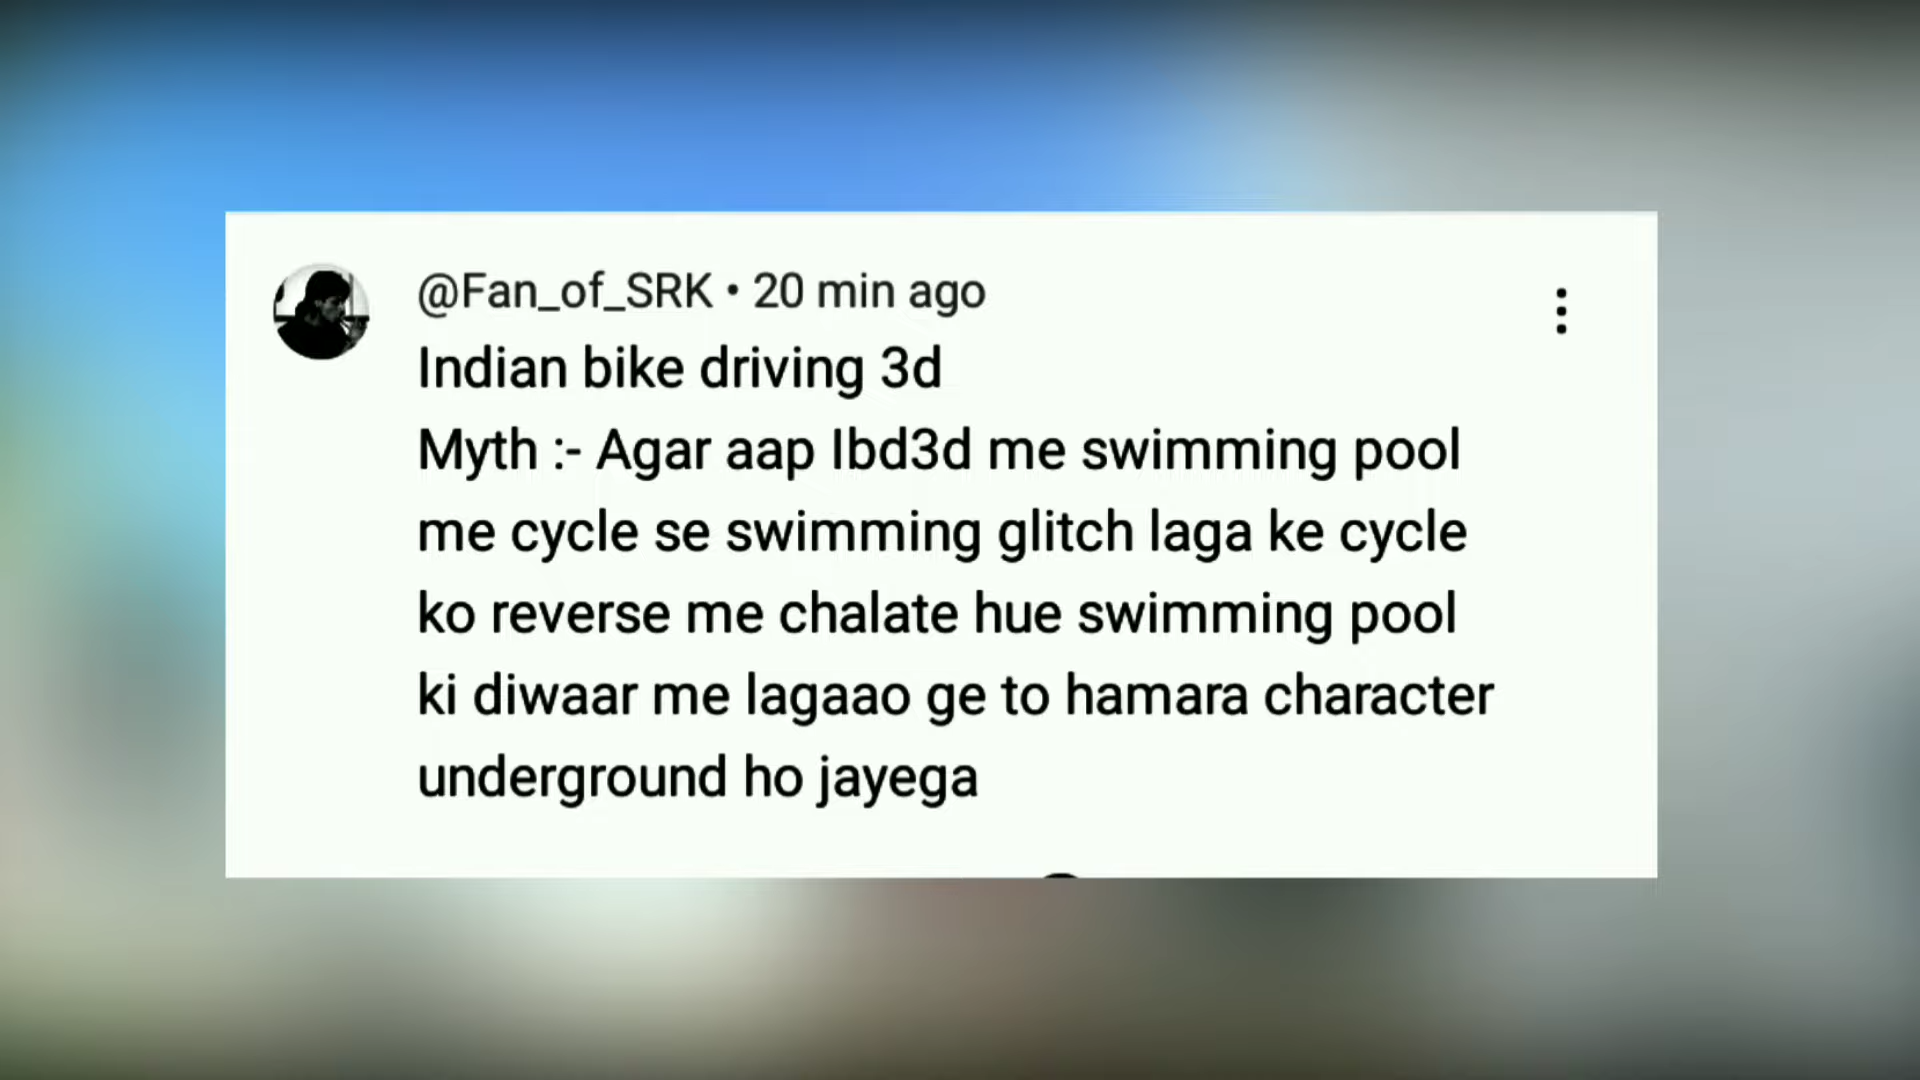 @Fan_of_SRK • 20 min ago
Indian bike driving 3d
Myth :- Agar aap Ibd3d me swimming pool
me cycle se swimming glitch laga ke cycle
ko reverse me chalate hue swimming pool
ki diwaar me lagaao ge to hamara character
underground ho jayega